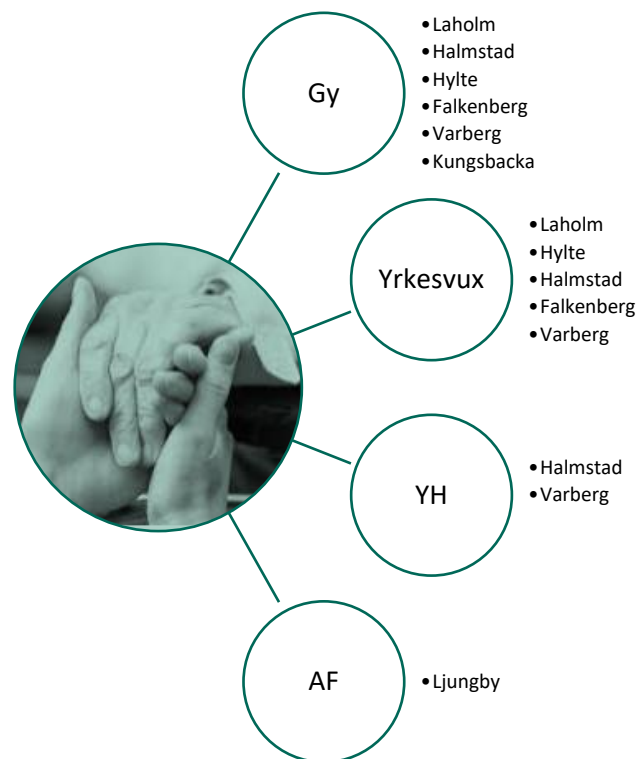 Gy
•Laholm
•Halmstad
•Hylte
•Falkenberg
•Varberg
•Kungsbacka
Yrkesvux
•Laholm
•Hylte
•Halmstad
•Falkenberg
•Varberg
YH
•Halmstad
•Varberg
AF
•Ljungby